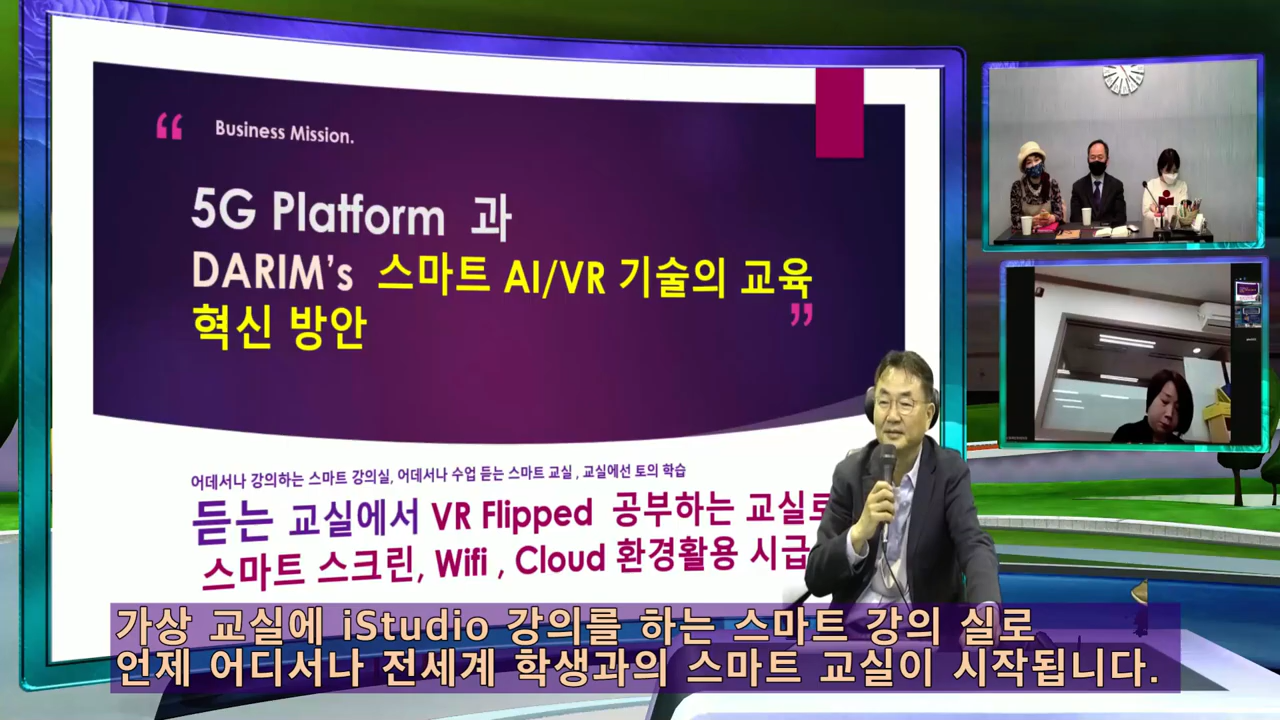 “ Business Mission.
5G Platform 과
DARIM’s 스마트 AI/VR 기술의 교육
혁신 방안 ”
어데서나 강의하는 스마트 강의실, 어데서나 수업 듣는 스마트 교실 , 교실에선 토의 학습
듣는 교실에서 VR Flipped 공부하는 교실로
스마트 스크린, Wifi , Cloud 환경활용 시급
가상 교실에 iStudio 강의를 하는 스마트 강의 실로
언제 어디서나 전세계 학생과의 스마트 교실이 시작됩니다.